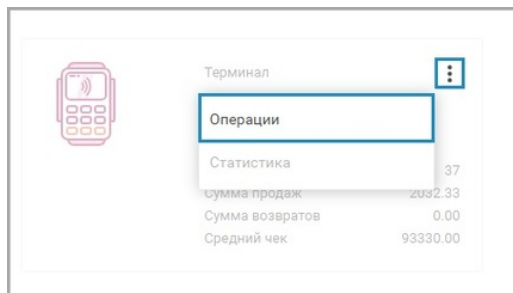 Терминал
Операции
Статистика
37
Сумма продаж 2032.33
Сумма возвратов 0.00
Средний чек 93330.00